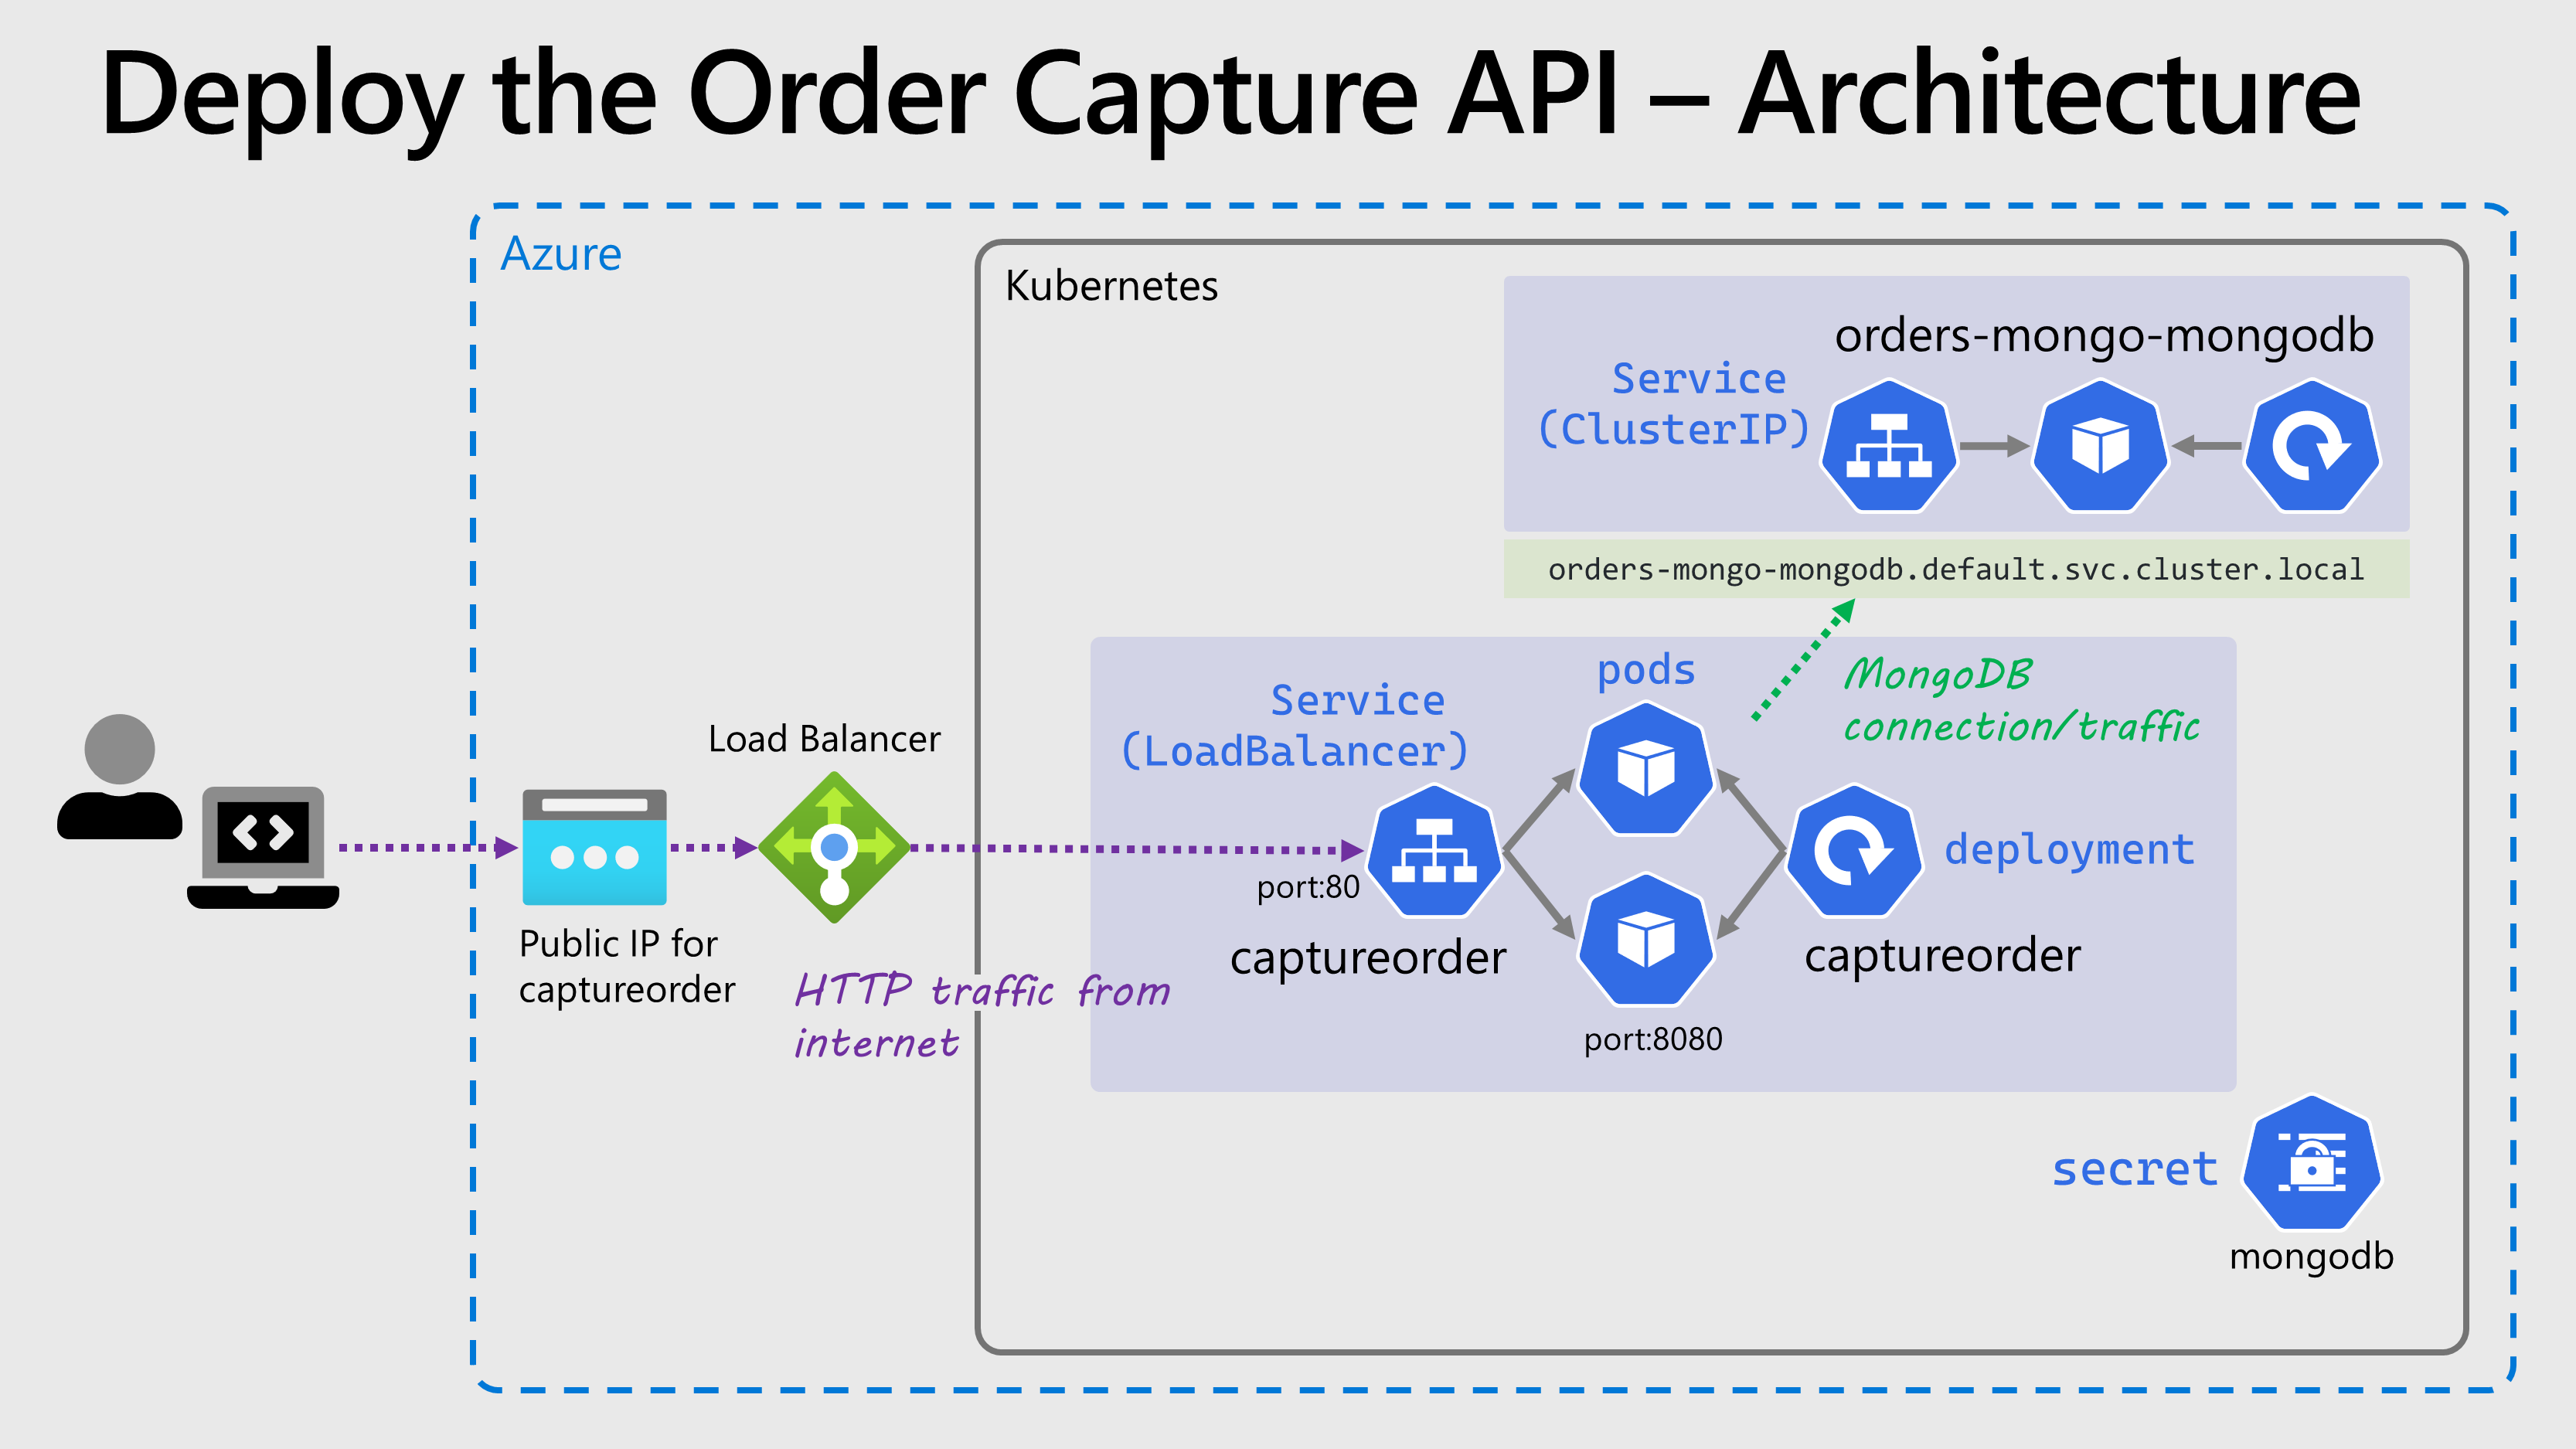 Deploy the Order Capture API – Architecture
Azure
Kubernetes
orders-mongo-mongodb
Service
(ClusterIP)
orders-mongo-mongodb.default.svc.cluster.local
pods
MongoDB
connection/traffic
Service
(LoadBalancer)
Load Balancer
port:80
deployment
captureorder
captureorder
Public IP for
captureorder
HTTP traffic from
internet
port:8080
secret
mongodb